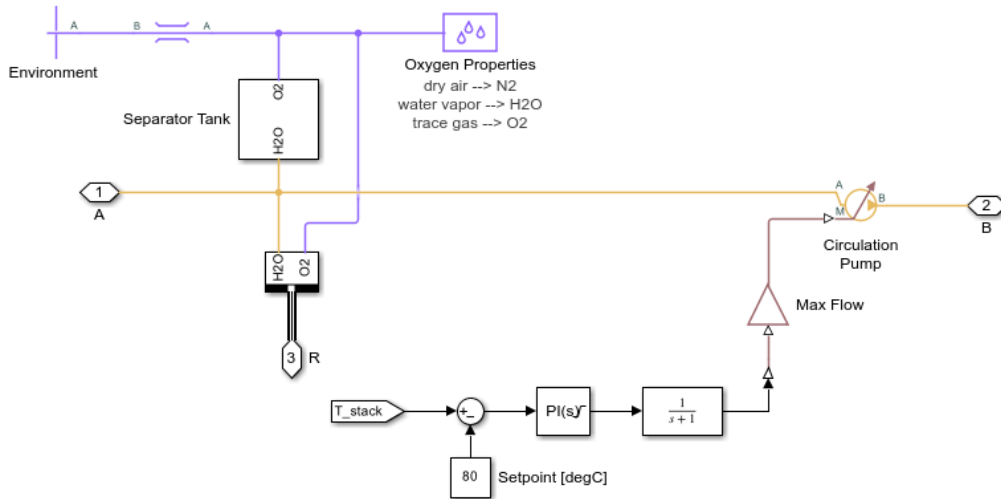 A
B
A
Environment
Oxygen Properties
dry air --> N2
water vapor --> H2O
trace gas --> O2
O2
Separator Tank
H2O
1
A
A
M
B
2
B
Circulation
Pump
H2O
O2
3
R
Max Flow
T_stack
+
−
PI(s)
1
s + 1
80
Setpoint [degC]